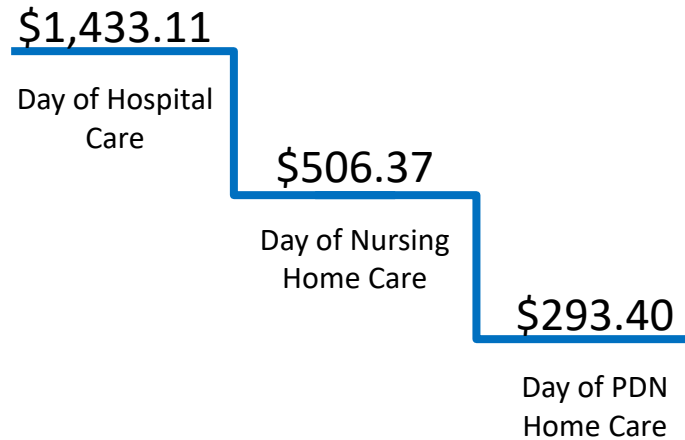 $1,433.11
Day of Hospital
Care
$506.37
Day of Nursing
Home Care
$293.40
Day of PDN
Home Care